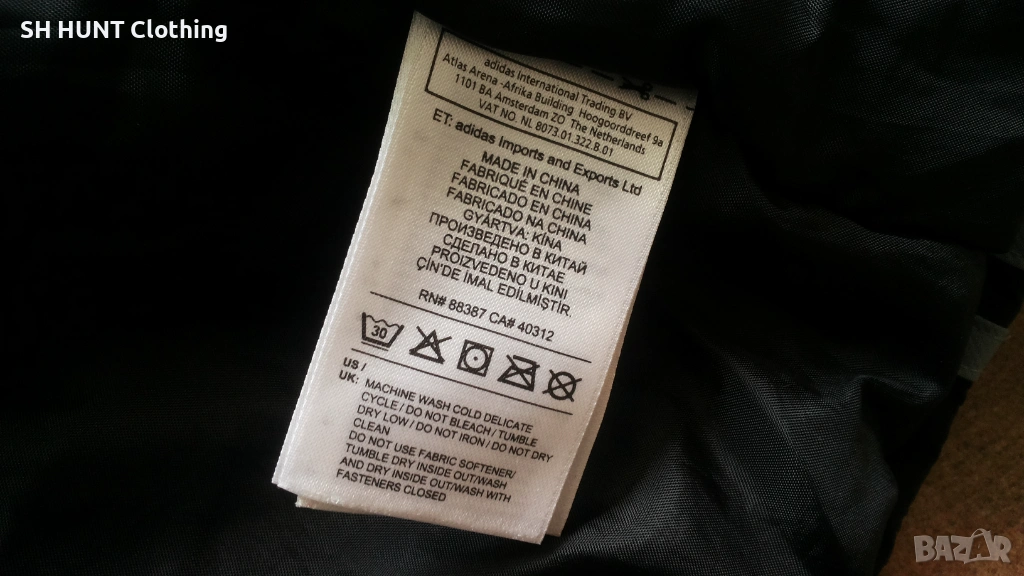 SH HUNT Clothing
adidas International Trading BV
Atlas Arena -Afrika Building Hoogoorddreef 9a
1101 BA Amsterdam ZO The Netherlands
VAT NO. NL 8073.01.322.B.01
ET: adidas Imports and Exports Ltd
MADE IN CHINA
FABRIQUÉ EN CHINE
FABRICADO EN CHINA
FABRICADO NA CHINA
GYÁRTVA: KÍNA
ПРОИЗВЕДЕНО В КИТАЙ
СДЕЛАНО В КИТАЕ
PROIZVEDENO U KINI
ÇİN'DE İMAL EDİLMİŞTİR.
RN# 88387 CA# 40312
30
US /
UK: MACHINE WASH COLD DELICATE
CYCLE / DO NOT BLEACH / TUMBLE
DRY LOW / DO NOT IRON / DO NOT DRY
CLEAN
DO NOT USE FABRIC SOFTENER/
TUMBLE DRY INSIDE OUT/WASH
AND DRY INSIDE OUT/WASH WITH
FASTENERS CLOSED
BAZAR